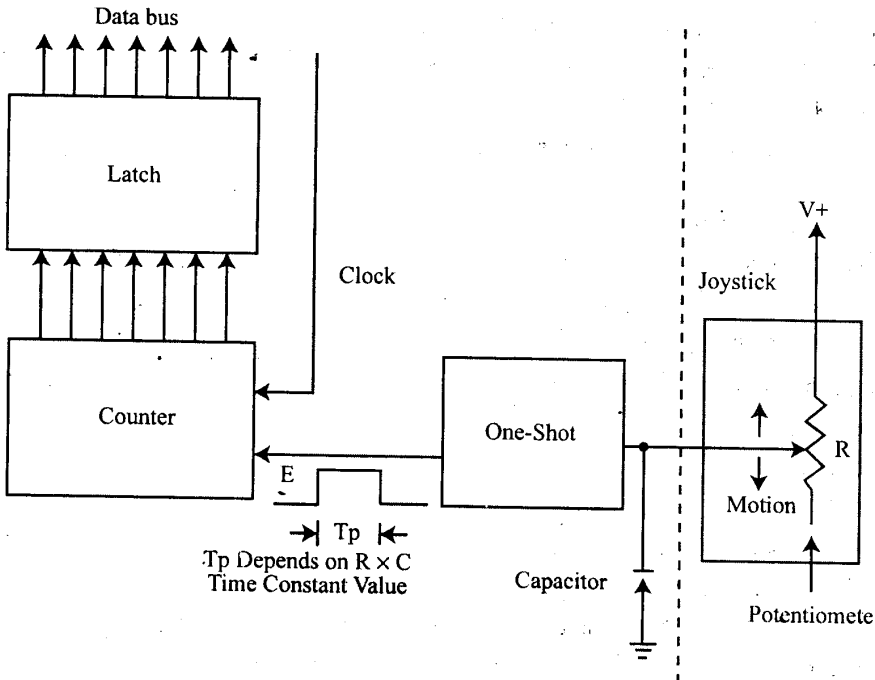 Data bus
Latch
V+
Clock
Joystick
Counter
One-Shot
R
E
Motion
Tp
Tp Depends on R × C
Time Constant Value
Capacitor
Potentiomete